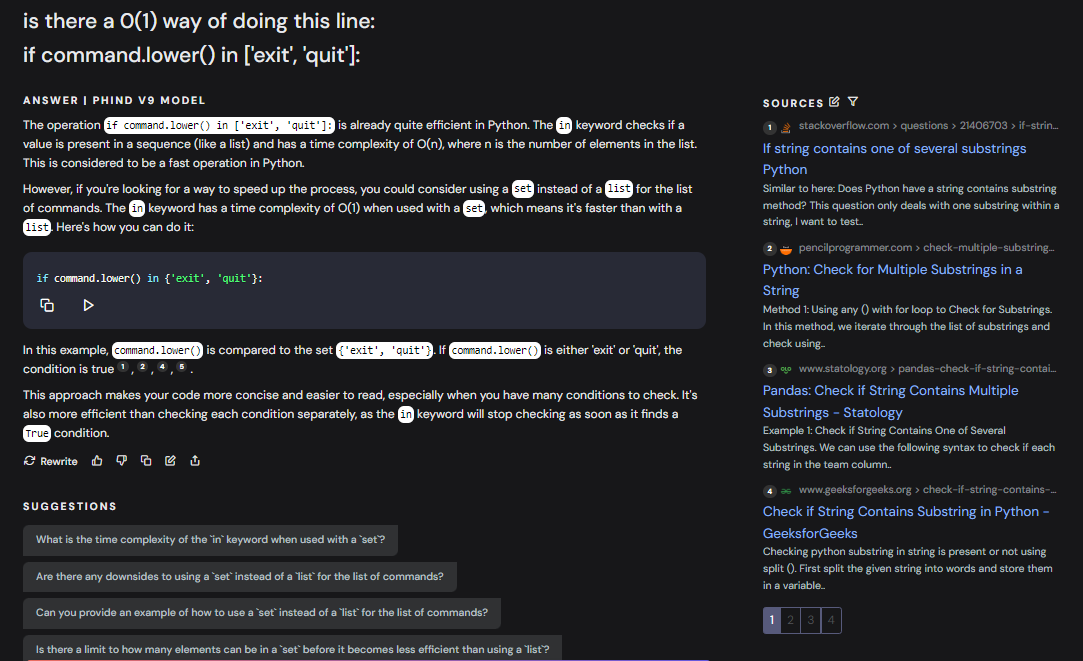 is there a O(1) way of doing this line:
if command.lower() in ['exit', 'quit']:
ANSWER | PHIND V9 MODEL
The operation if command.lower() in ['exit', 'quit']: is already quite efficient in Python. The in keyword checks if a
value is present in a sequence (like a list) and has a time complexity of O(n), where n is the number of elements in the list.
This is considered to be a fast operation in Python.
However, if you're looking for a way to speed up the process, you could consider using a set instead of a list for the list
of commands. The in keyword has a time complexity of O(1) when used with a set, which means it's faster than with a
list. Here's how you can do it:
if command.lower() in {'exit', 'quit'}:
In this example, command.lower() is compared to the set {'exit', 'quit'}. If command.lower() is either 'exit' or 'quit', the
condition is true 1 , 2 , 4 , 5 .
This approach makes your code more concise and easier to read, especially when you have many conditions to check. It's
also more efficient than checking each condition separately, as the in keyword will stop checking as soon as it finds a
True condition.
Rewrite
SUGGESTIONS
What is the time complexity of the `in` keyword when used with a `set`?
Are there any downsides to using a `set` instead of a `list` for the list of commands?
Can you provide an example of how to use a `set` instead of a `list` for the list of commands?
Is there a limit to how many elements can be in a `set` before it becomes less efficient than using a `list`?
SOURCES
1 stackoverflow.com > questions > 21406703 > if-strin...
If string contains one of several substrings
Python
Similar to here: Does Python have a string contains substring
method? This question only deals with one substring within a
string, I want to test..
2 pencilprogrammer.com > check-multiple-substring...
Python: Check for Multiple Substrings in a
String
Method 1: Using any () with for loop to Check for Substrings.
In this method, we iterate through the list of substrings and
check using..
3 www.statology.org > pandas-check-if-string-contai...
Pandas: Check if String Contains Multiple
Substrings - Statology
Example 1: Check if String Contains One of Several
Substrings. We can use the following syntax to check if each
string in the team column..
4 www.geeksforgeeks.org > check-if-string-contains-...
Check if String Contains Substring in Python -
GeeksforGeeks
Checking python substring in string is present or not using
split (). First split the given string into words and store them
in a variable..
1 2 3 4